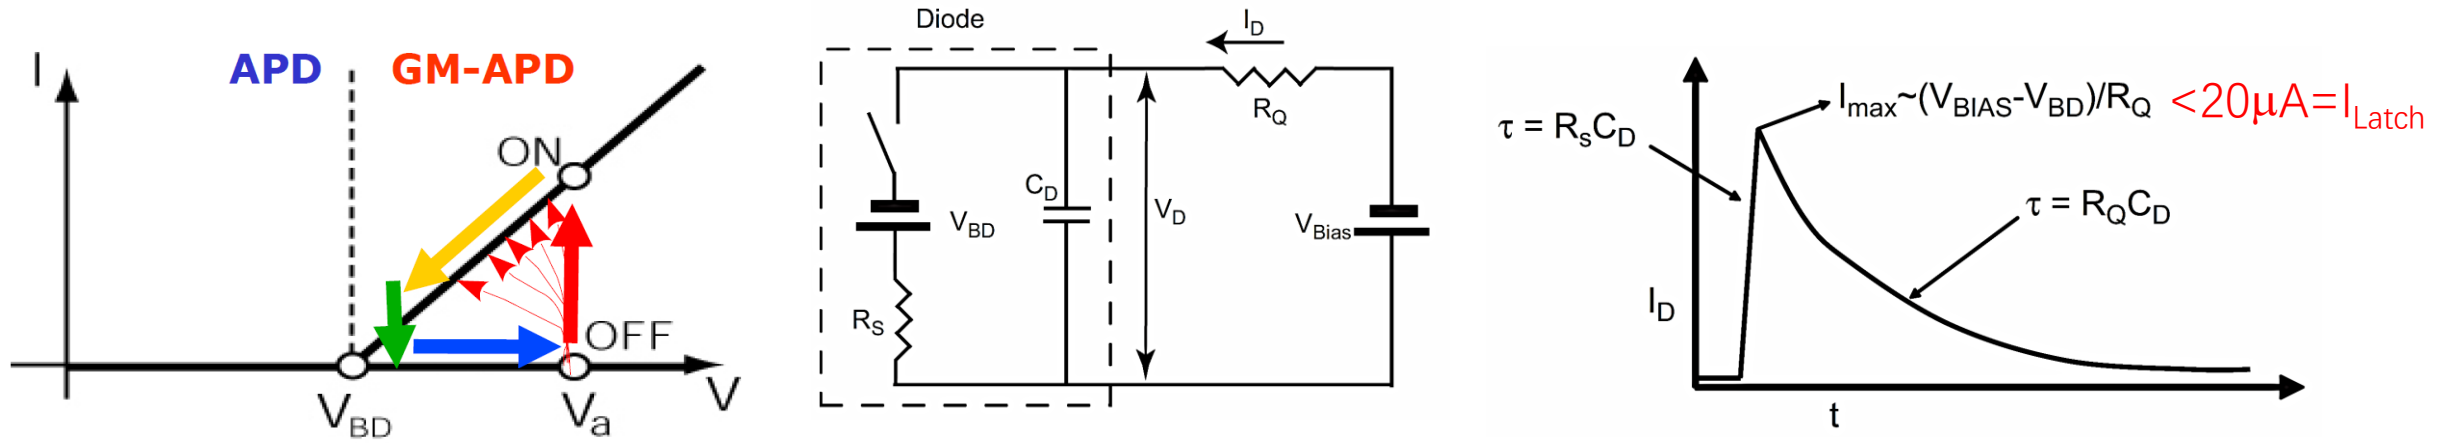 I
APD
GM-APD
ON
OFF
V_BD
V_a
V
Diode
I_D
R_Q
C_D
V_D
V_BD
V_Bias
R_S
τ = R_sC_D
I_max~(V_BIAS-V_BD)/R_Q <20μA=I_Latch
τ = R_QC_D
I_D
t